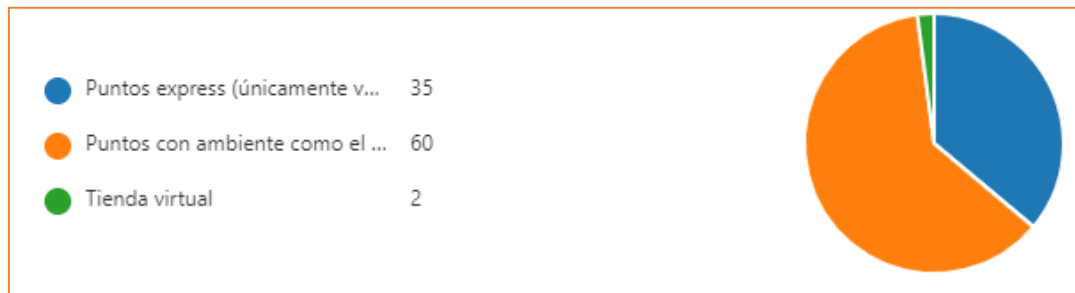 Puntos express (únicamente v... 35
Puntos con ambiente como el ... 60
Tienda virtual 2